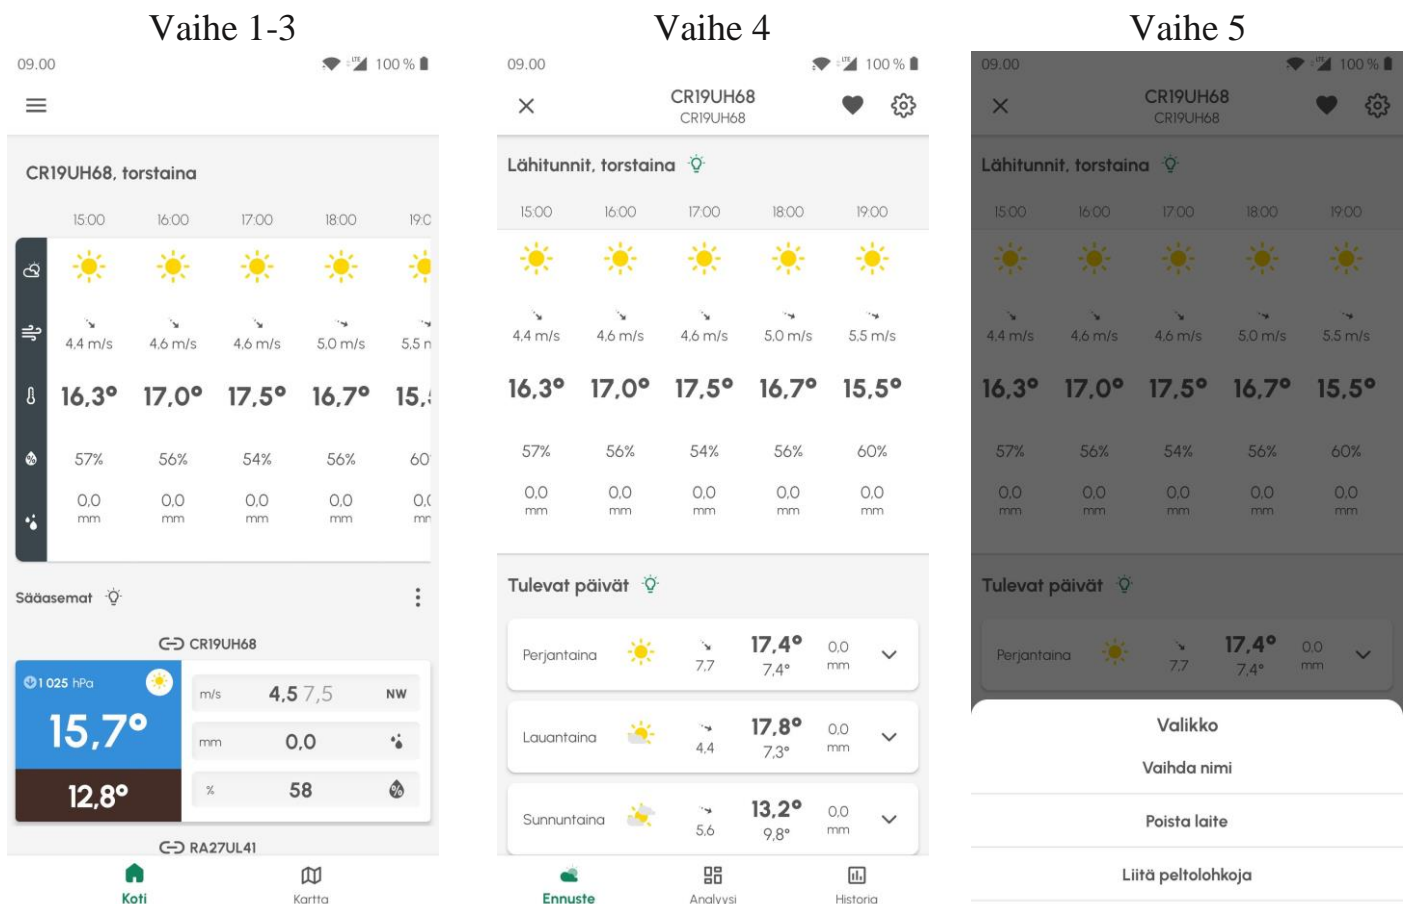 Vaihe 1-3
09.00 LTE 100 %
CR19UH68, torstaina
15:00 16:00 17:00 18:00
4,4 m/s 4,6 m/s 4,6 m/s 5,0 m/s 5,5
16,3° 17,0° 17,5° 16,7° 15,
57% 56% 54% 56% 60
0,0 0,0 0,0 0,0
mm mm mm mm
Sääasemat
CR19UH68
1 025 hPa
15,7°
12,8°
m/s 4,5 7,5 NW
mm 0,0
% 58 %
RA27UL41
Koti Kartta
Vaihe 4
09.00 LTE 100 %
CR19UH68
CR19UH68
Lähitunnit, torstaina
15:00 16:00 17:00 18:00 19:00
4,4 m/s 4,6 m/s 4,6 m/s 5,0 m/s 5,5 m/s
16,3° 17,0° 17,5° 16,7° 15,5°
57% 56% 54% 56% 60%
0,0 0,0 0,0 0,0 0,0
mm mm mm mm mm
Tulevat päivät
Perjantaina 7,7 17,4° 7,4° 0,0 mm
Lauantaina 4,4 17,8° 7,3° 0,0 mm
Sunnuntaina 5,6 13,2° 9,8° 0,0 mm
Ennuste Analyysi Historia
Vaihe 5
09.00 LTE 100 %
CR19UH68
CR19UH68
Lähitunnit, torstaina
15:00 16:00 17:00 18:00 19:00
4,4 m/s 4,6 m/s 4,6 m/s 5,0 m/s 5,5 m/s
16,3° 17,0° 17,5° 16,7° 15,5°
57% 56% 54% 56% 60%
0,0 0,0 0,0 0,0 0,0
mm mm mm mm mm
Tulevat päivät
Perjantaina 7,7 17,4° 7,4° 0,0 mm
Valikko
Vaihda nimi
Poista laite
Liitä peltolohkoja